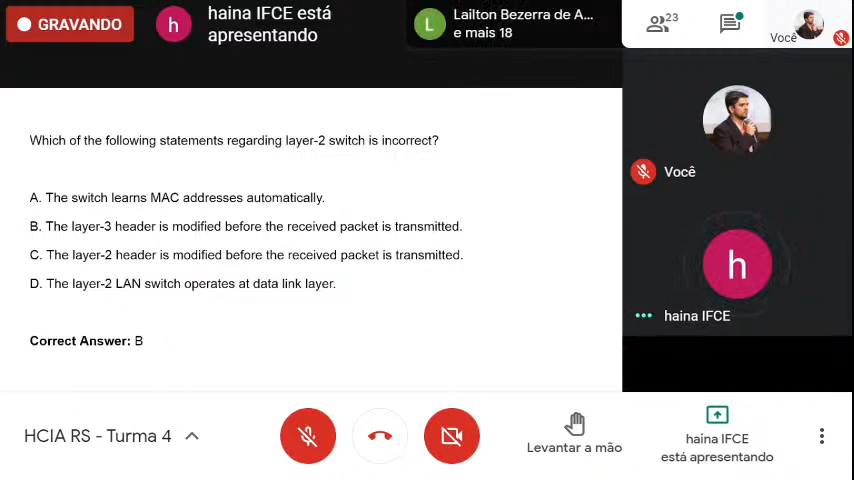 GRAVANDO
h
haina IFCE está
apresentando
L
Lailton Bezerra de A...
e mais 18
23
Você
Which of the following statements regarding layer-2 switch is incorrect?
A. The switch learns MAC addresses automatically.
B. The layer-3 header is modified before the received packet is transmitted.
C. The layer-2 header is modified before the received packet is transmitted.
D. The layer-2 LAN switch operates at data link layer.
Correct Answer: B
Você
h
haina IFCE
HCIA RS - Turma 4
Levantar a mão
haina IFCE
está apresentando